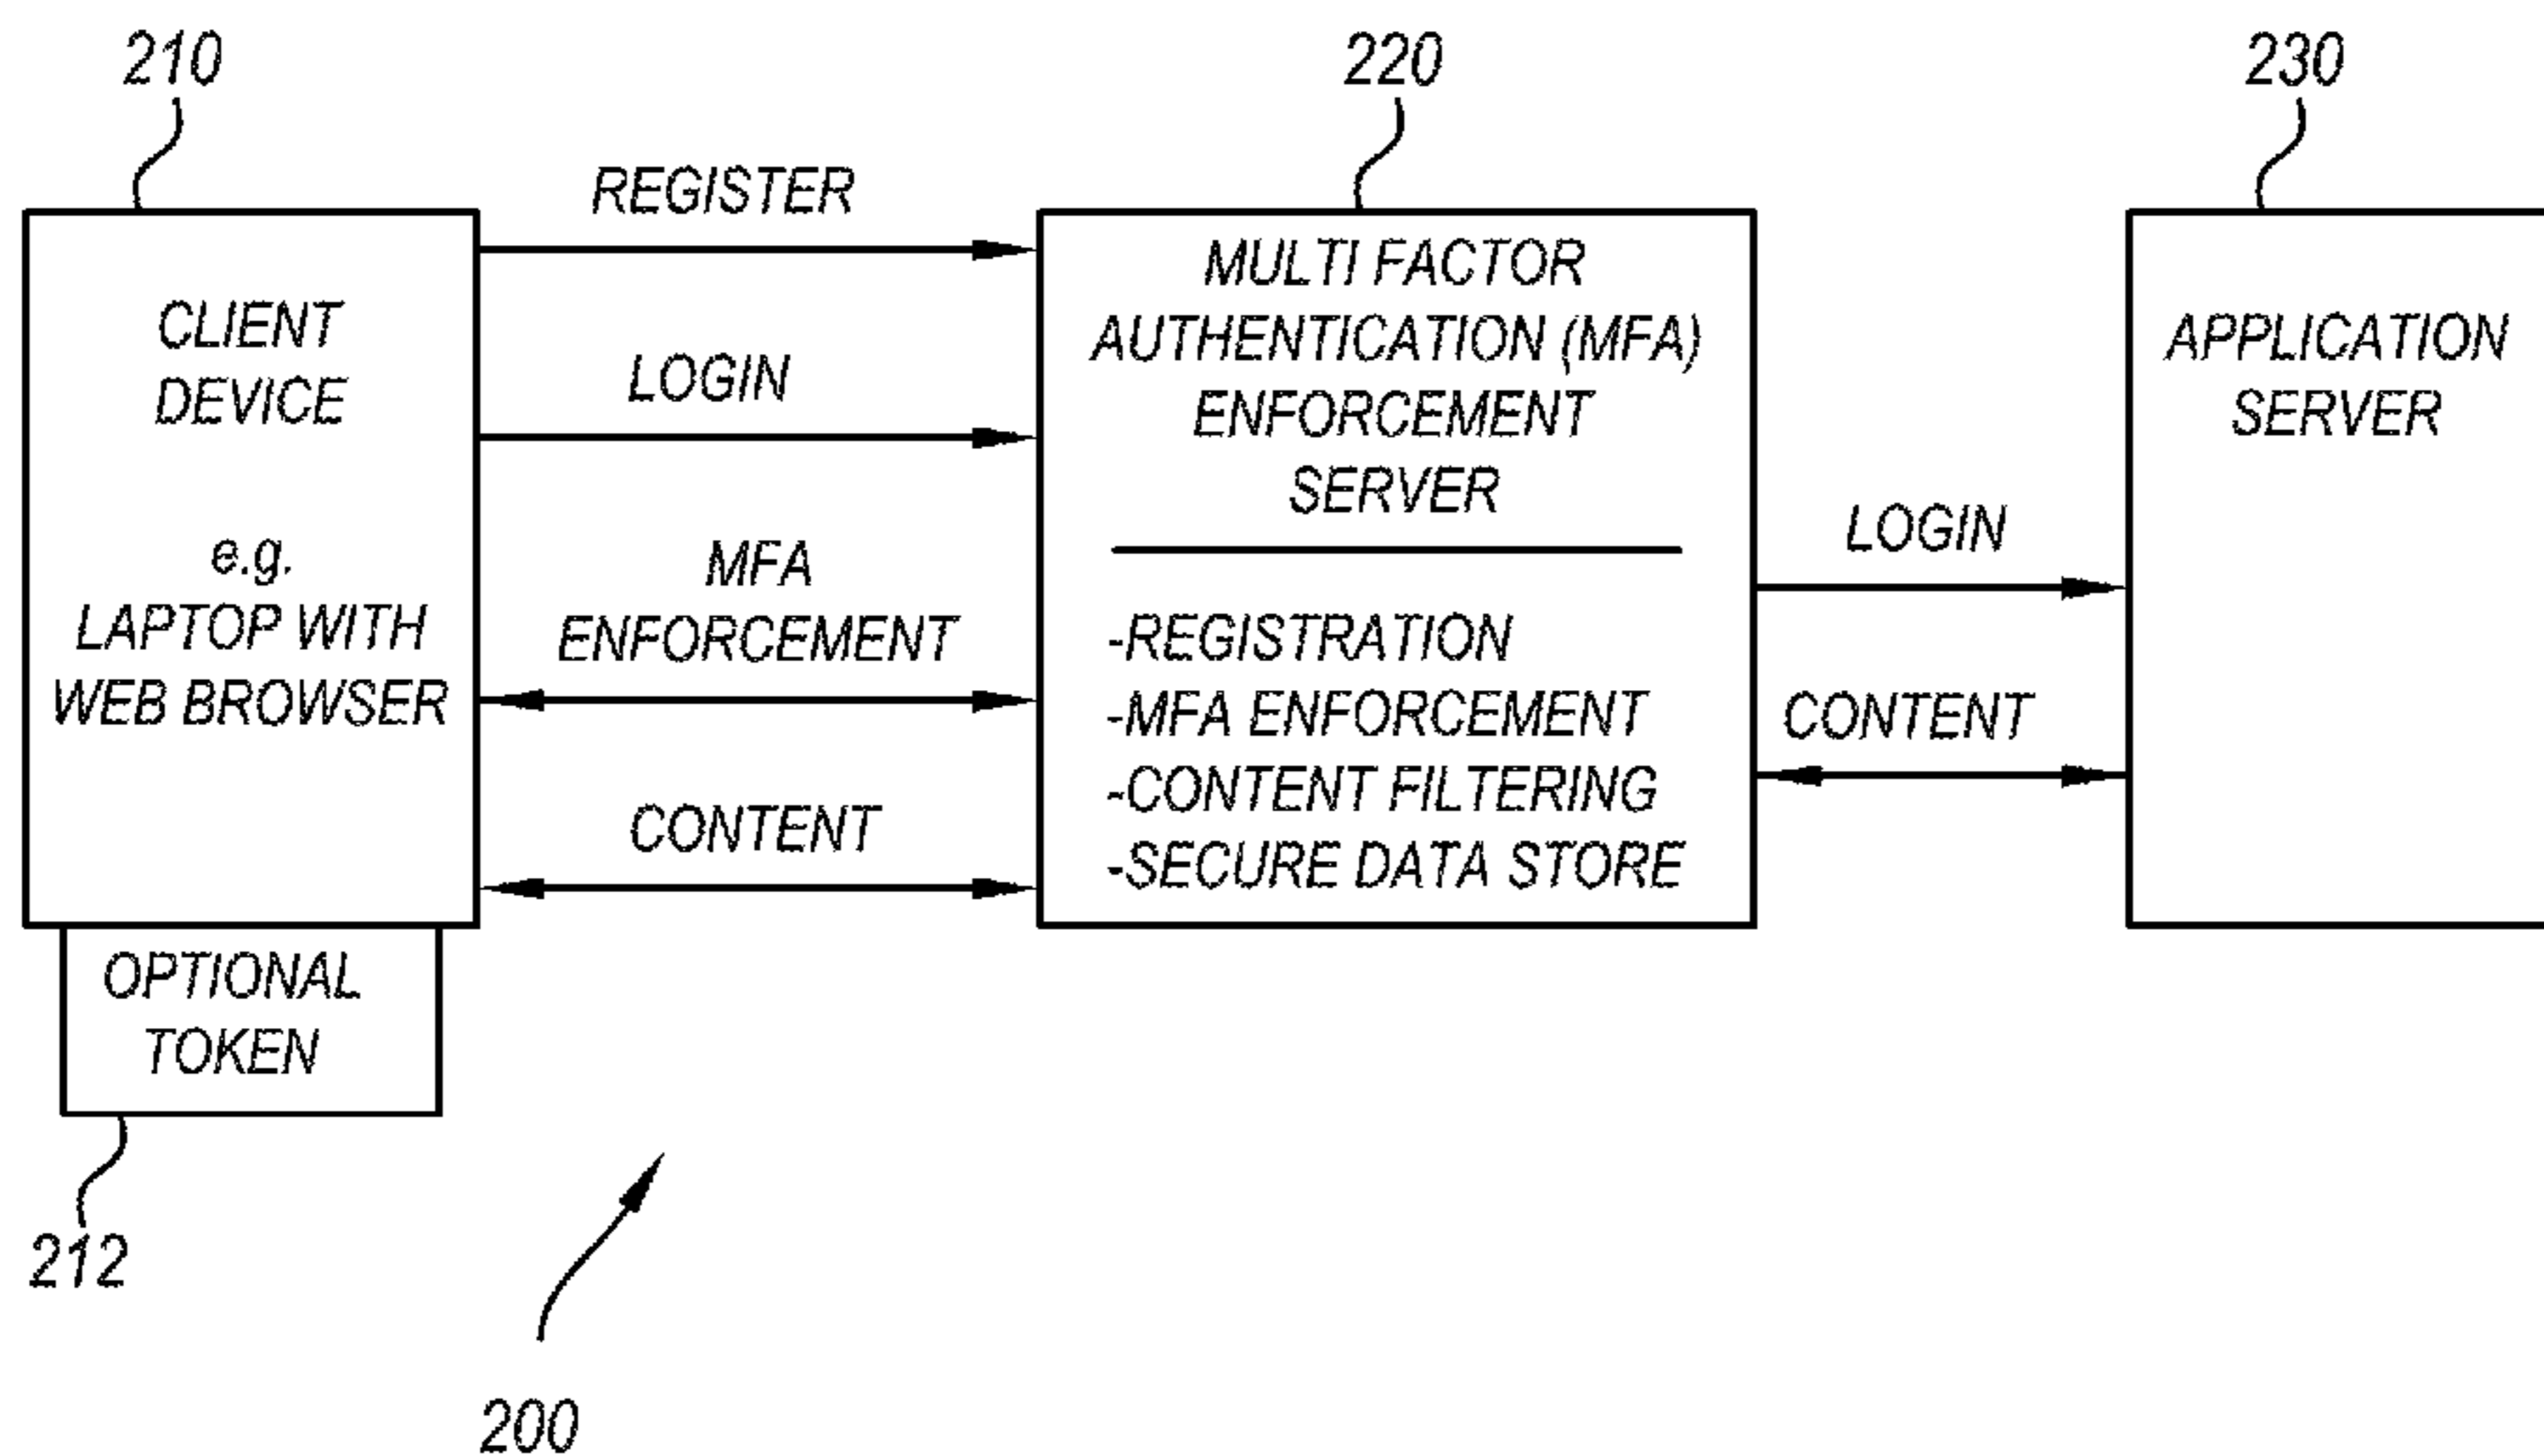 210
220
230
REGISTER
LOGIN
MFA
ENFORCEMENT
CONTENT
CLIENT
DEVICE
e.g.
LAPTOP WITH
WEB BROWSER
OPTIONAL
TOKEN
212
MULTI FACTOR
AUTHENTICATION (MFA)
ENFORCEMENT
SERVER
-REGISTRATION
-MFA ENFORCEMENT
-CONTENT FILTERING
-SECURE DATA STORE
LOGIN
CONTENT
APPLICATION
SERVER
200